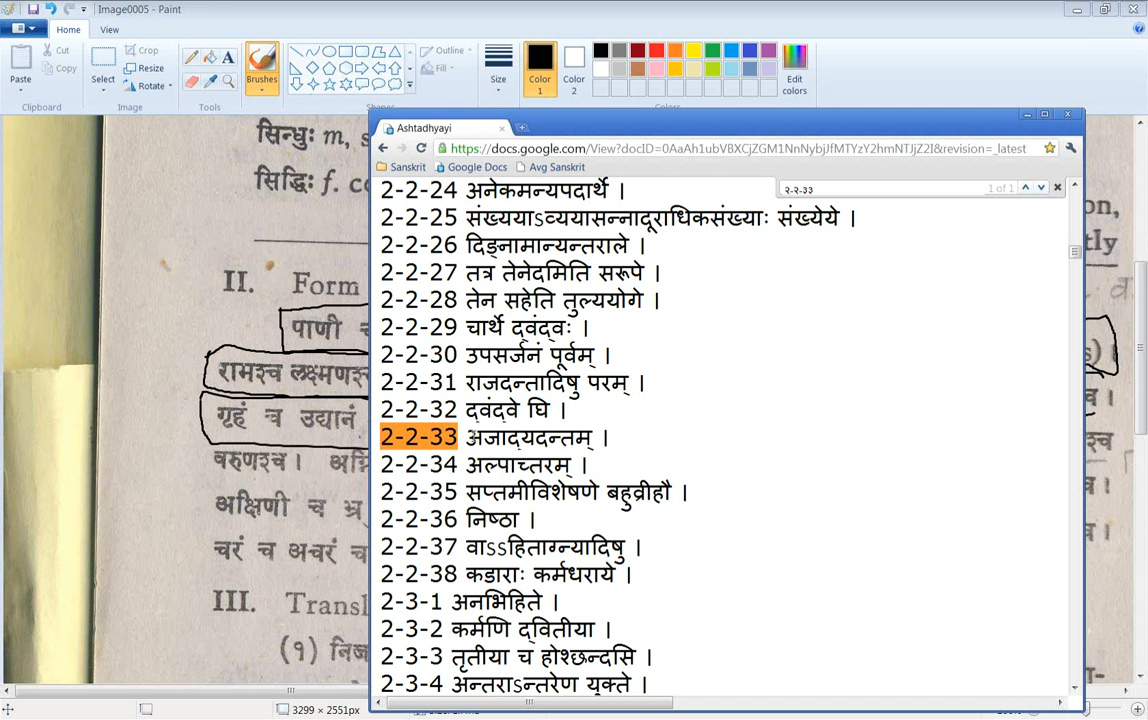 Image0005 - Paint
Home View
Paste
Cut
Copy
Clipboard
Select
Crop
Resize
Rotate
Image
Tools
Brushes
Outline
Fill
Shapes
Size
Color 1
Color 2
Edit colors
Colors
सिन्धुः m, s
सिद्धिः f. co
II. Form
पाणी च
रामश्च लक्ष्मणश्च
गृहं च उद्यानं
वरुणश्च।
अक्षिणी च भ्रू
चरं च अचरं च
III. Transl
(१)
on,
tly
Ashtadhyayi
https://docs.google.com/View?docID=0AaAh1ubVBXCjZGM1NnNybjJfMTYzY2hmNTJjZ2I&revision=_latest
Sanskrit Google Docs Avg Sanskrit
२-२-३३ 1 of 1
2-2-24 अनेकमन्यपदार्थे |
2-2-25 संख्ययाऽव्ययासन्नादूराधिकसंख्याः संख्येये |
2-2-26 दिङ्नामान्यन्तराले |
2-2-27 तत्र तेनेदमिति सरूपे |
2-2-28 तेन सहेति तुल्ययोगे |
2-2-29 चार्थे द्वंद्वः |
2-2-30 उपसर्जनं पूर्वम् |
2-2-31 राजदन्तादिषु परम् |
2-2-32 द्वंद्वे घि |
2-2-33 अजाद्यदन्तम् |
2-2-34 अल्पाच्तरम् |
2-2-35 सप्तमीविशेषणे बहुव्रीहौ |
2-2-36 निष्ठा |
2-2-37 वाऽऽहिताग्न्यादिषु |
2-2-38 कडाराः कर्मधराये |
2-3-1 अनभिहिते |
2-3-2 कर्मणि द्वितीया |
2-3-3 तृतीया च होश्छन्दसि |
2-3-4 अन्तराऽन्तरेण युक्ते |
3299 × 2551px